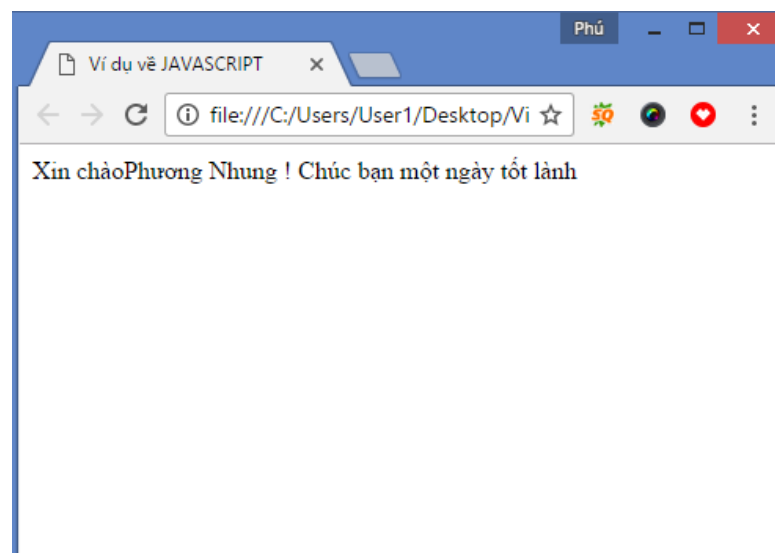 Phú
Ví dụ về JAVASCRIPT
file:///C:/Users/User1/Desktop/Vi
SQ
Xin chàoPhương Nhung ! Chúc bạn một ngày tốt lành